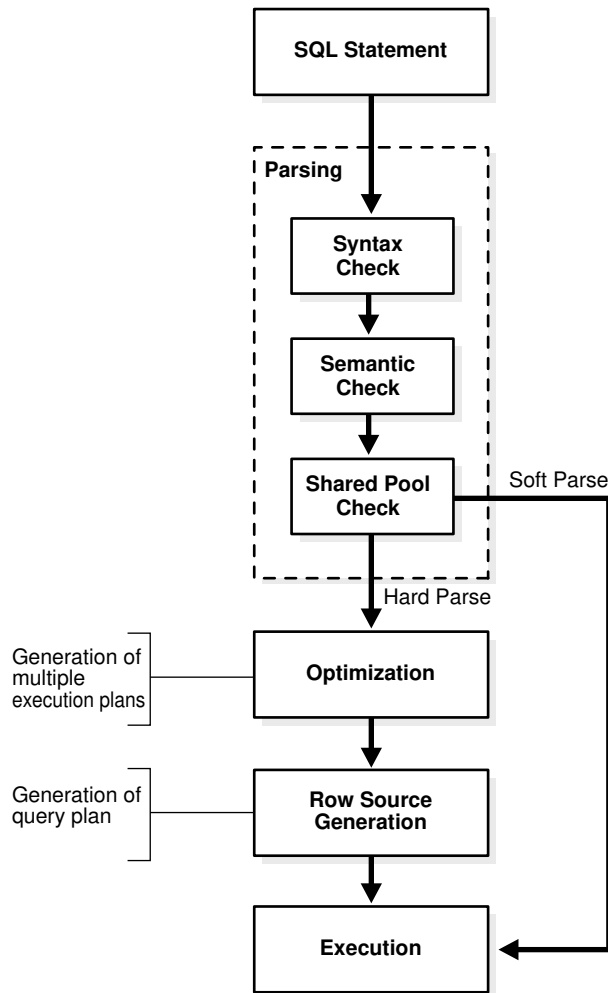 SQL Statement
Parsing
Syntax
Check
Semantic
Check
Shared Pool
Check
Soft Parse
Hard Parse
Generation of
multiple
execution plans
Optimization
Generation of
query plan
Row Source
Generation
Execution